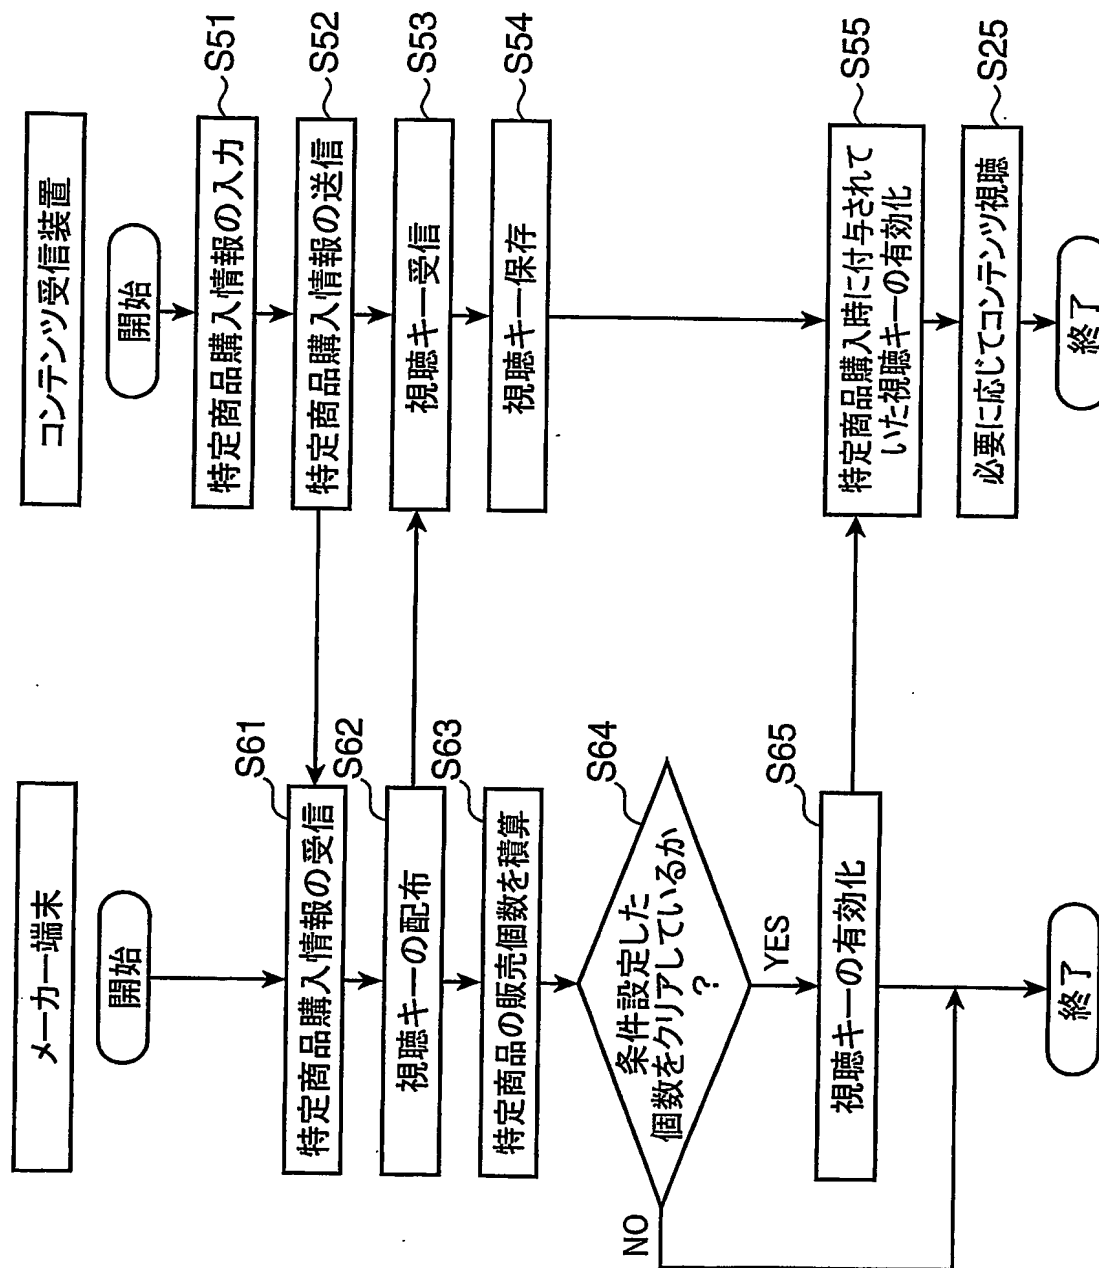 メーカー端末
開始
特定商品購入情報の受信
S61
視聴キーの配布
S62
特定商品の販売個数を積算
S63
条件設定した
個数をクリアしているか
?
S64
YES
NO
視聴キーの有効化
S65
終了
コンテンツ受信装置
開始
特定商品購入情報の入力
S51
特定商品購入情報の送信
S52
視聴キー受信
S53
視聴キー保存
S54
特定商品購入時に付与されて
いた視聴キーの有効化
S55
必要に応じてコンテンツ視聴
S25
終了